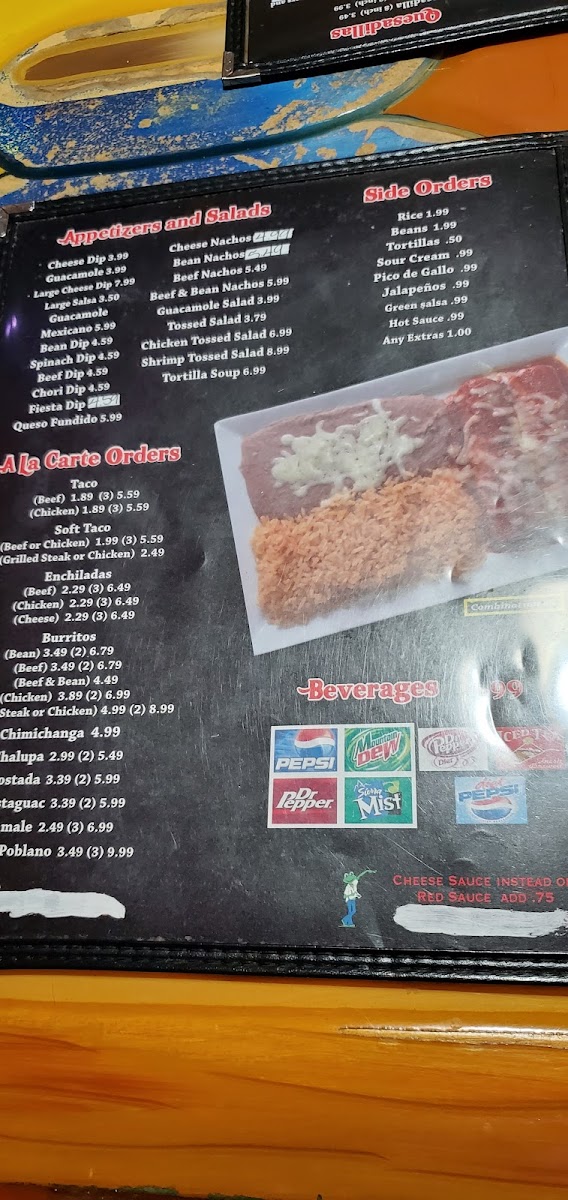 Quesadillas
3.49
Appetizers and Salads
Cheese Dip 3.99
Guacamole 3.99
Large Cheese Dip 7.99
Large Salsa 3.50
Guacamole
Mexicano 5.99
Bean Dip 4.59
Spinach Dip 4.59
Beef Dip 4.59
Chori Dip 4.59
Fiesta Dip
Queso Fundido 5.99
Cheese Nachos
Bean Nachos
Beef Nachos 5.49
Beef & Bean Nachos 5.99
Guacamole Salad 3.99
Tossed Salad 3.79
Chicken Tossed Salad 6.99
Shrimp Tossed Salad 8.99
Tortilla Soup 6.99
Side Orders
Rice 1.99
Beans 1.99
Tortillas .50
Sour Cream .99
Pico de Gallo .99
Jalapeños .99
Green salsa .99
Hot Sauce .99
Any Extras 1.00
A La Carte Orders
Taco
(Beef) 1.89 (3) 5.59
(Chicken) 1.89 (3) 5.59
Soft Taco
(Beef or Chicken) 1.99 (3) 5.59
(Grilled Steak or Chicken) 2.49
Enchiladas
(Beef) 2.29 (3) 6.49
(Chicken) 2.29 (3) 6.49
(Cheese) 2.29 (3) 6.49
Burritos
(Bean) 3.49 (2) 6.79
(Beef) 3.49 (2) 6.79
(Beef & Bean) 4.49
(Chicken) 3.89 (2) 6.99
Steak or Chicken) 4.99 (2) 8.99
Chimichanga 4.99
halupa 2.99 (2) 5.49
ostada 3.39 (2) 5.99
taguac 3.39 (2) 5.99
male 2.49 (3) 6.99
Poblano 3.49 (3) 9.99
Beverages 99
PEPSI
Mountain Dew
Dr Pepper Diet
ICED TEA
Dr Pepper
Sierra Mist
diet PEPSI
Cheese Sauce instead o
Red Sauce add .75